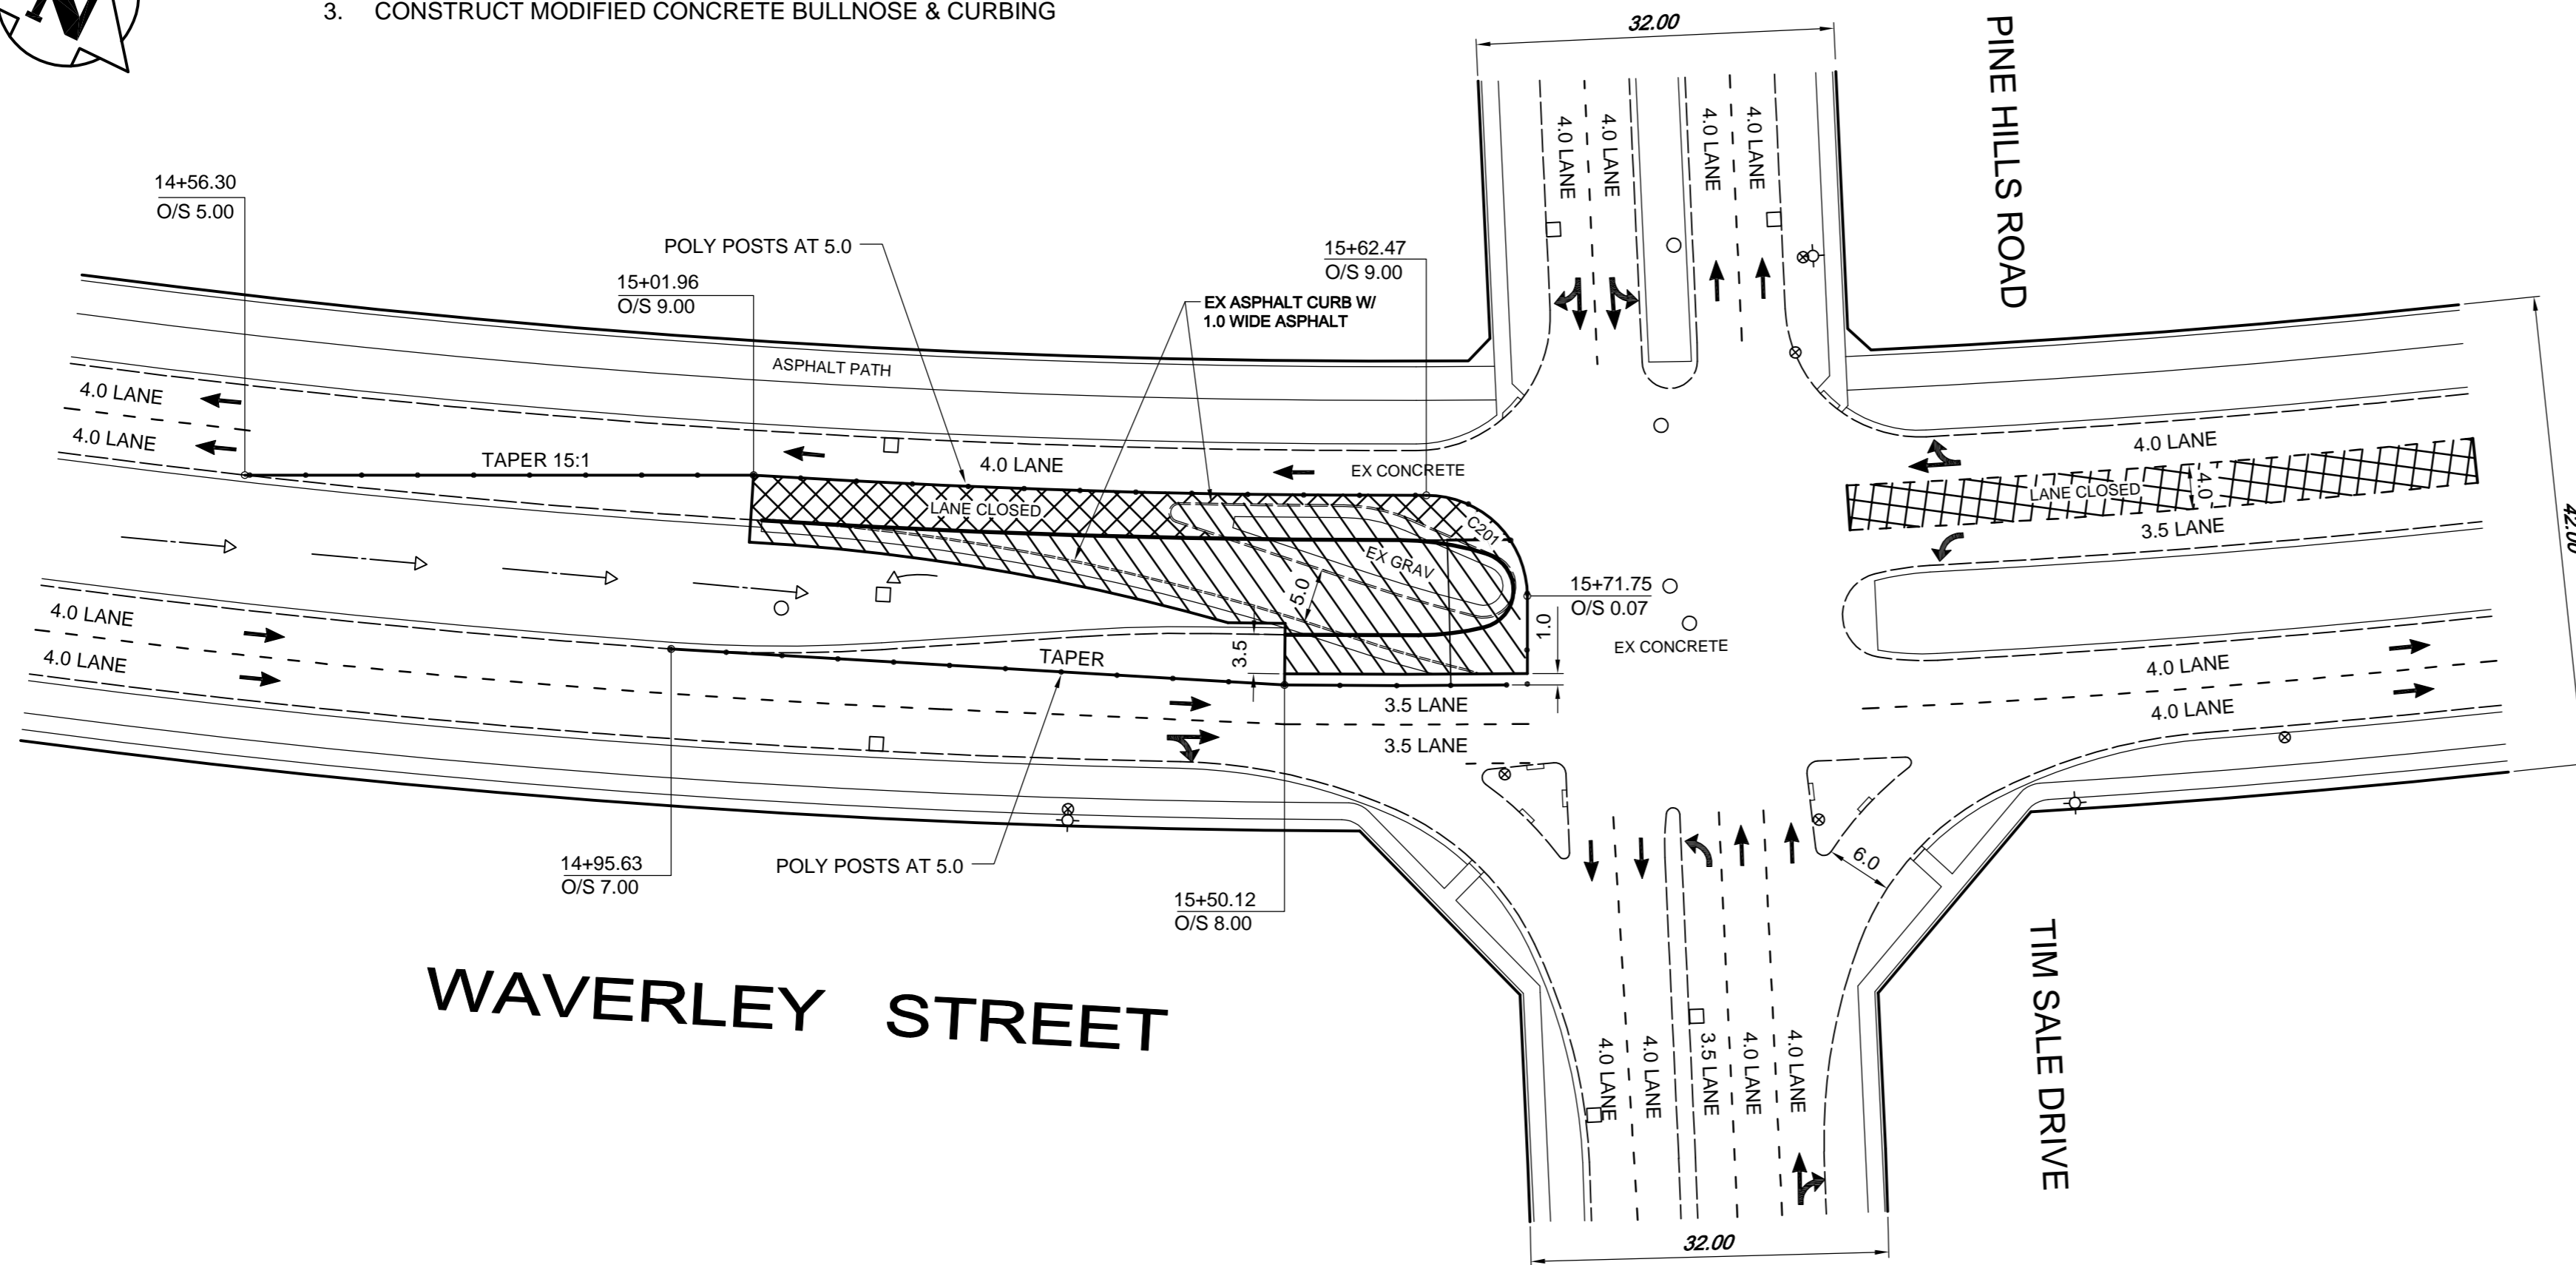 3. CONSTRUCT MODIFIED CONCRETE BULLNOSE & CURBING
32.00
PINE HILLS ROAD
4.0 LANE
4.0 LANE
4.0 LANE
4.0 LANE
14+56.30
O/S 5.00
POLY POSTS AT 5.0
15+01.96
O/S 9.00
15+62.47
O/S 9.00
EX ASPHALT CURB W/
1.0 WIDE ASPHALT
ASPHALT PATH
4.0 LANE
4.0 LANE
TAPER 15:1
4.0 LANE
EX CONCRETE
LANE CLOSED
C201
EX GRAV
5.0
4.0 LANE
LANE CLOSED
4.0
3.5 LANE
42.00
15+71.75
O/S 0.07
1.0
EX CONCRETE
4.0 LANE
4.0 LANE
TAPER
3.5
3.5 LANE
3.5 LANE
4.0 LANE
4.0 LANE
14+95.63
O/S 7.00
POLY POSTS AT 5.0
15+50.12
O/S 8.00
6.0
WAVERLEY STREET
TIM SALE DRIVE
4.0 LANE
4.0 LANE
3.5 LANE
4.0 LANE
4.0 LANE
32.00